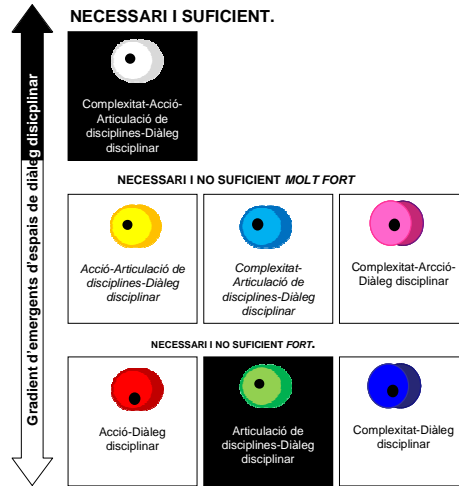 NECESSARI I SUFICIENT.
Complexitat-Acció-
Articulació de
disciplines-Diàleg
disciplinar
Gradient d'emergents d'espais de diàleg disicplinar
NECESSARI I NO SUFICIENT MOLT FORT
Acció-Articulació de
disciplines-Diàleg
disciplinar
Complexitat-
Articulació de
disciplines-Diàleg
disciplinar
Complexitat-Arcció-
Diàleg disciplinar
NECESSARI I NO SUFICIENT FORT.
Acció-Diàleg
disciplinar
Articulació de
disciplines-Diàleg
disciplinar
Complexitat-Diàleg
disciplinar